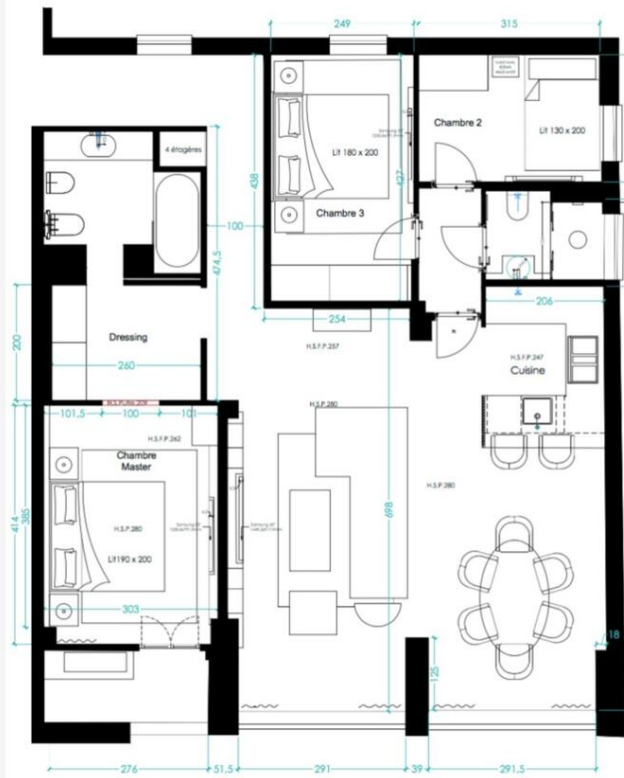 249
315
Chambre 2
Lit 130 x 200
Lit 180 x 200
427
438
4 étagères
Chambre 3
100
474,5
206
254
200
Dressing
H.S.F.P.257
H.S.F.P.247
Cuisine
260
101,5
100
101
H.S.F.P.280
H.S.F.P.262
Chambre
Master
H.S.P.280
698
414
385
H.S.P.280
Lit190 x 200
303
18
125
276
51,5
291
39
291,5